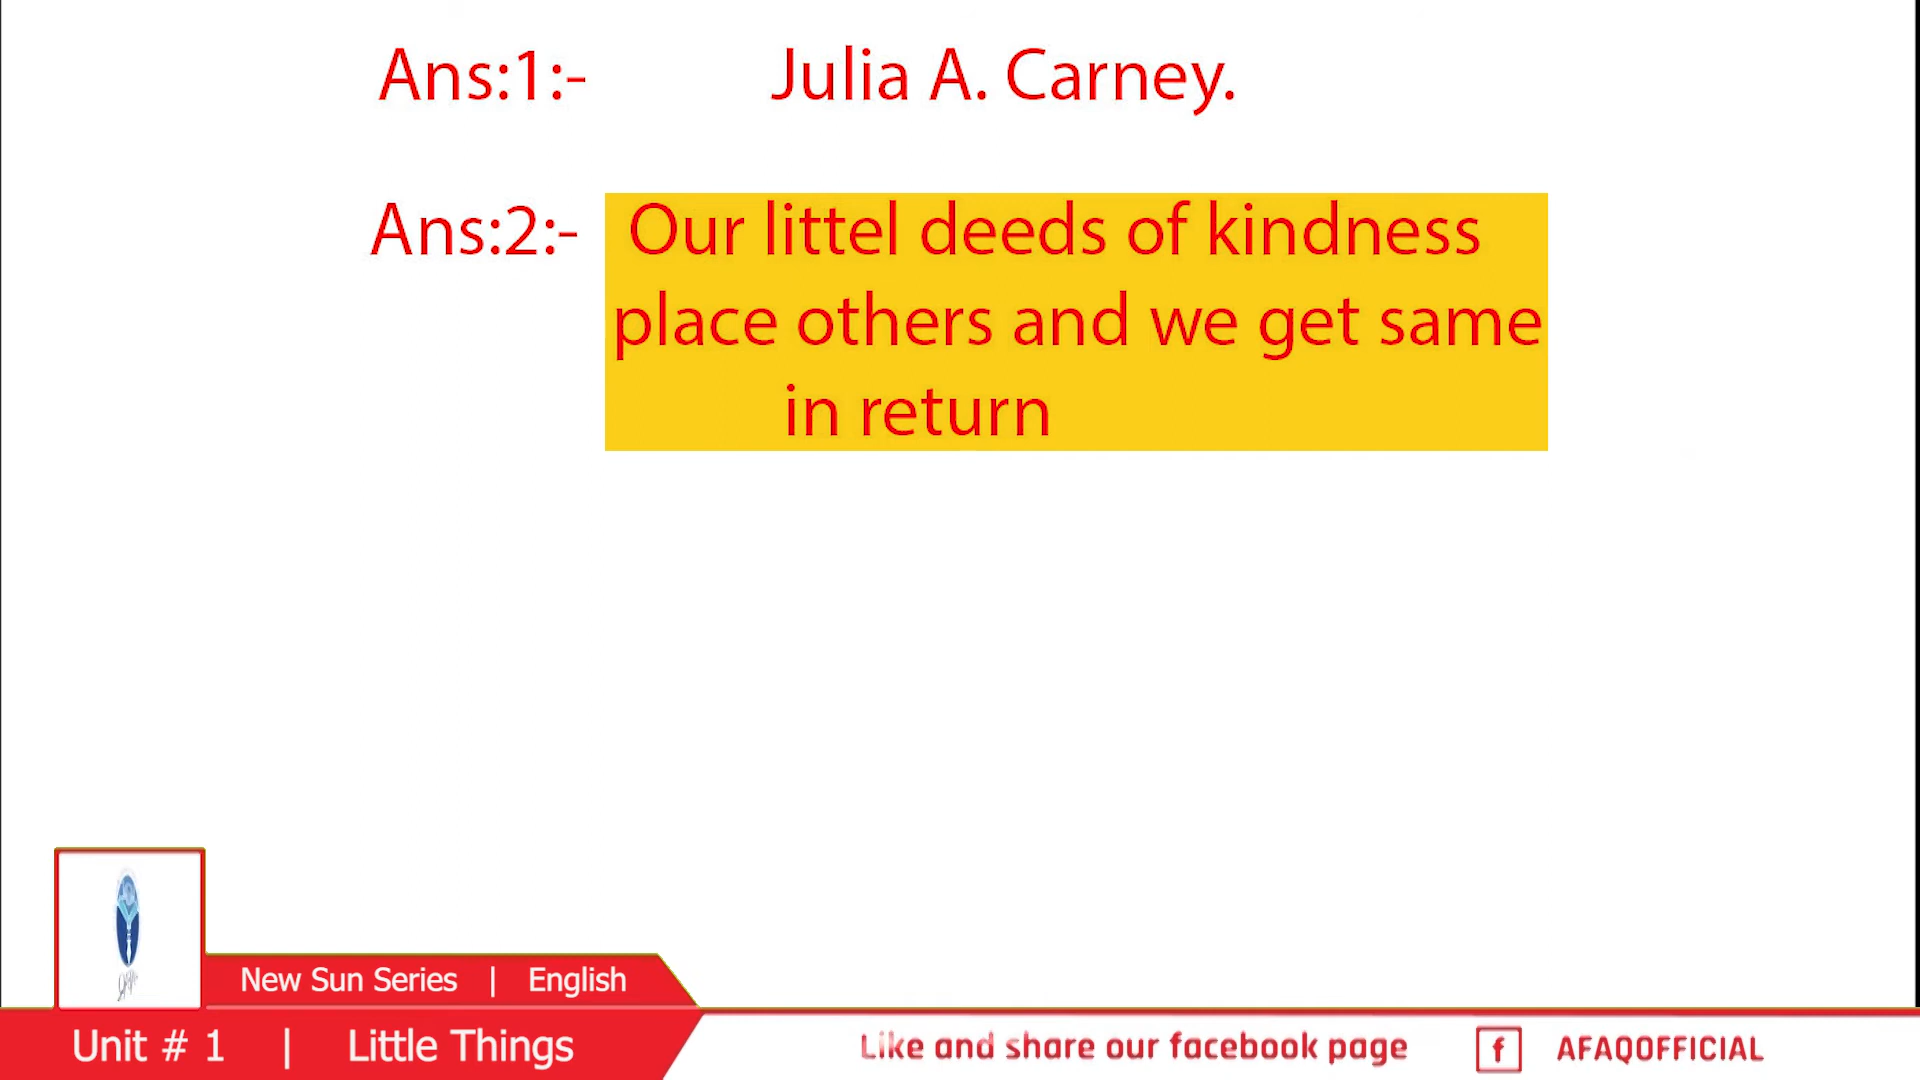 Ans:1:- Julia A. Carney.
Ans:2:- Our littel deeds of kindness
place others and we get same
in return
New Sun Series | English
Unit # 1 | Little Things
Like and share our facebook page f AFAQOFFICIAL